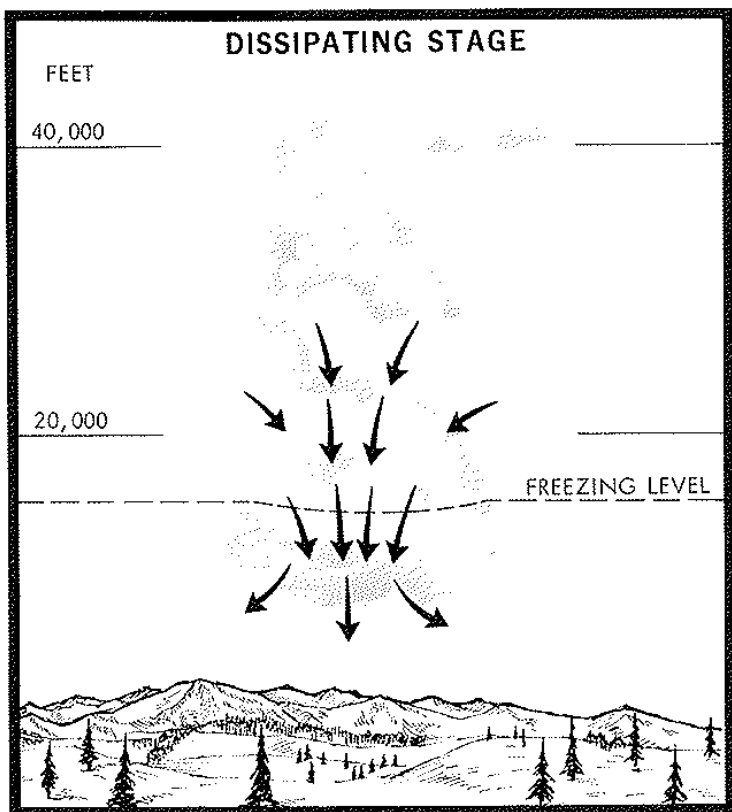 DISSIPATING STAGE
FEET
40,000
20,000
FREEZING LEVEL